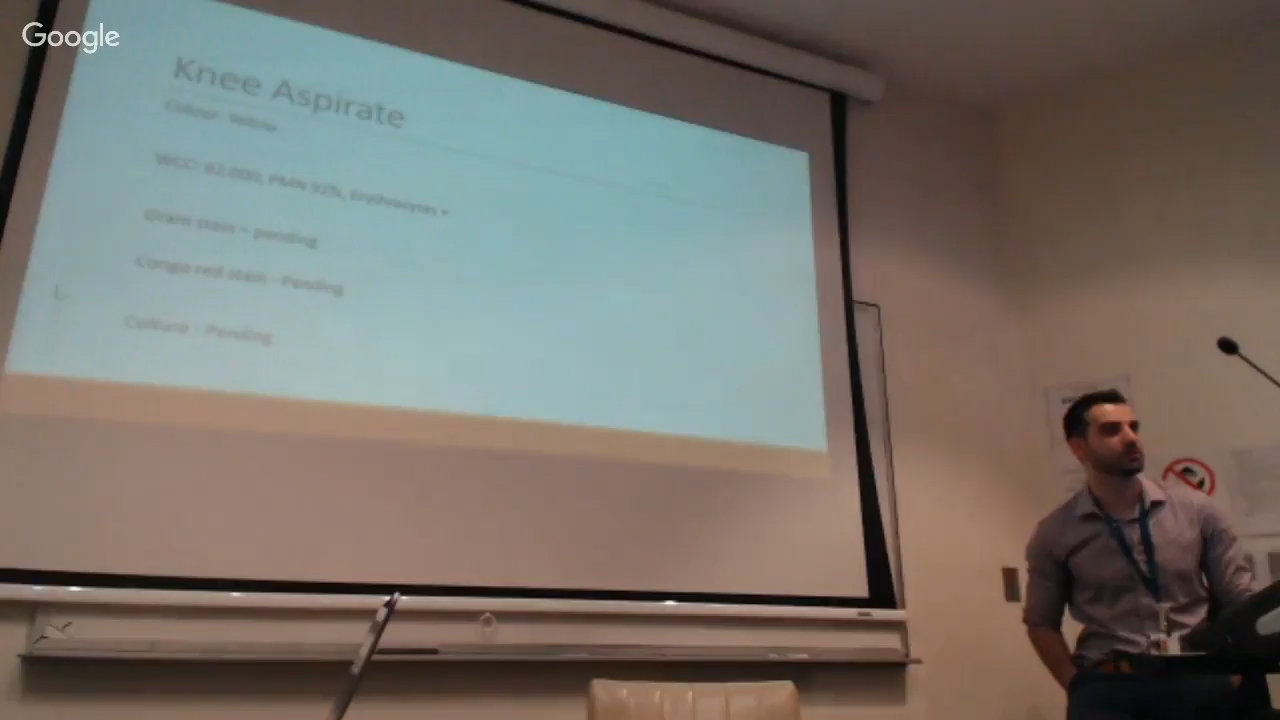 Google
Knee Aspirate
Colour - Yellow
WCC: 62,000, PMN 92%, Erythrocytes +
Gram stain – pending
Congo red stain - Pending
Culture - Pending